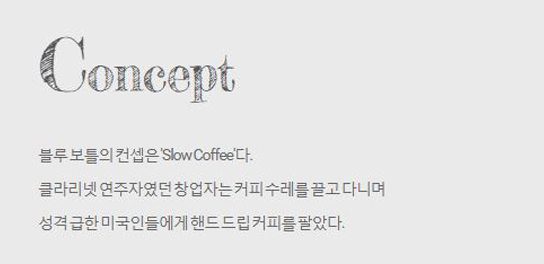 Concept
블루 보틀의 컨셉은 'Slow Coffee'다.
클라리넷 연주자였던 창업자는 커피 수레를 끌고 다니며
성격 급한 미국인들에게 핸드 드립 커피를 팔았다.